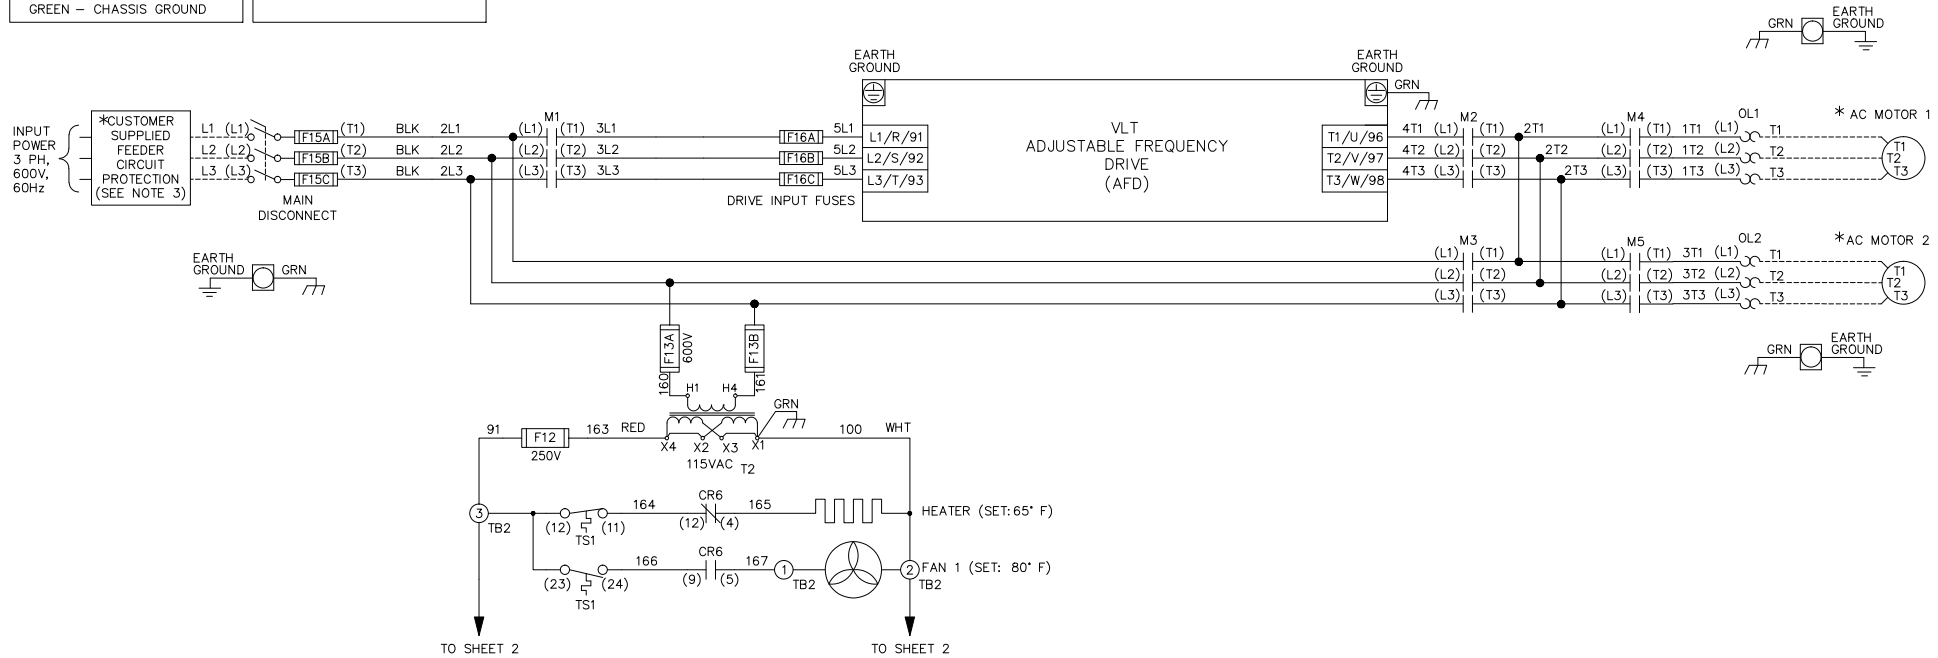 GREEN – CHASSIS GROUND
GRN
EARTH
GROUND
EARTH
GROUND
EARTH
GROUND
GRN
INPUT
POWER
3 PH,
600V,
60Hz
*CUSTOMER
SUPPLIED
FEEDER
CIRCUIT
PROTECTION
(SEE NOTE 3)
L1 (L1) F15A (T1) BLK 2L1 (L1) M1 (T1) 3L1 F16A 5L1 L1/R/91
L2 (L2) F15B (T2) BLK 2L2 (L2) (T2) 3L2 F16B 5L2 L2/S/92
L3 (L3) F15C (T3) BLK 2L3 (L3) (T3) 3L3 F16C 5L3 L3/T/93
MAIN
DISCONNECT
DRIVE INPUT FUSES
VLT
ADJUSTABLE FREQUENCY
DRIVE
(AFD)
T1/U/96 4T1 (L1) M2 (T1) 2T1 (L1) M4 (T1) 1T1 (L1) OL1 T1
T2/V/97 4T2 (L2) (T2) 2T2 (L2) (T2) 1T2 (L2) T2
T3/W/98 4T3 (L3) (T3) 2T3 (L3) (T3) 1T3 (L3) T3
* AC MOTOR 1
T1
T2
T3
(L1) M3 (T1) (L1) M5 (T1) 3T1 (L1) OL2 T1
(L2) (T2) (L2) (T2) 3T2 (L2) T2
(L3) (T3) (L3) (T3) 3T3 (L3) T3
*AC MOTOR 2
T1
T2
T3
EARTH
GROUND
GRN
GRN
EARTH
GROUND
F13A
600V
F13B
160
161
H1 H4
GRN
91 F12 163 RED
250V
X4 X2 X3 X1
115VAC T2
100 WHT
3
TB2
(12) TS1 (11) 164 CR6 (12) (4) 165
HEATER (SET: 65° F)
(23) TS1 (24) 166 CR6 (9) (5) 167 1 TB2
2
TB2
FAN 1 (SET: 80° F)
TO SHEET 2
TO SHEET 2